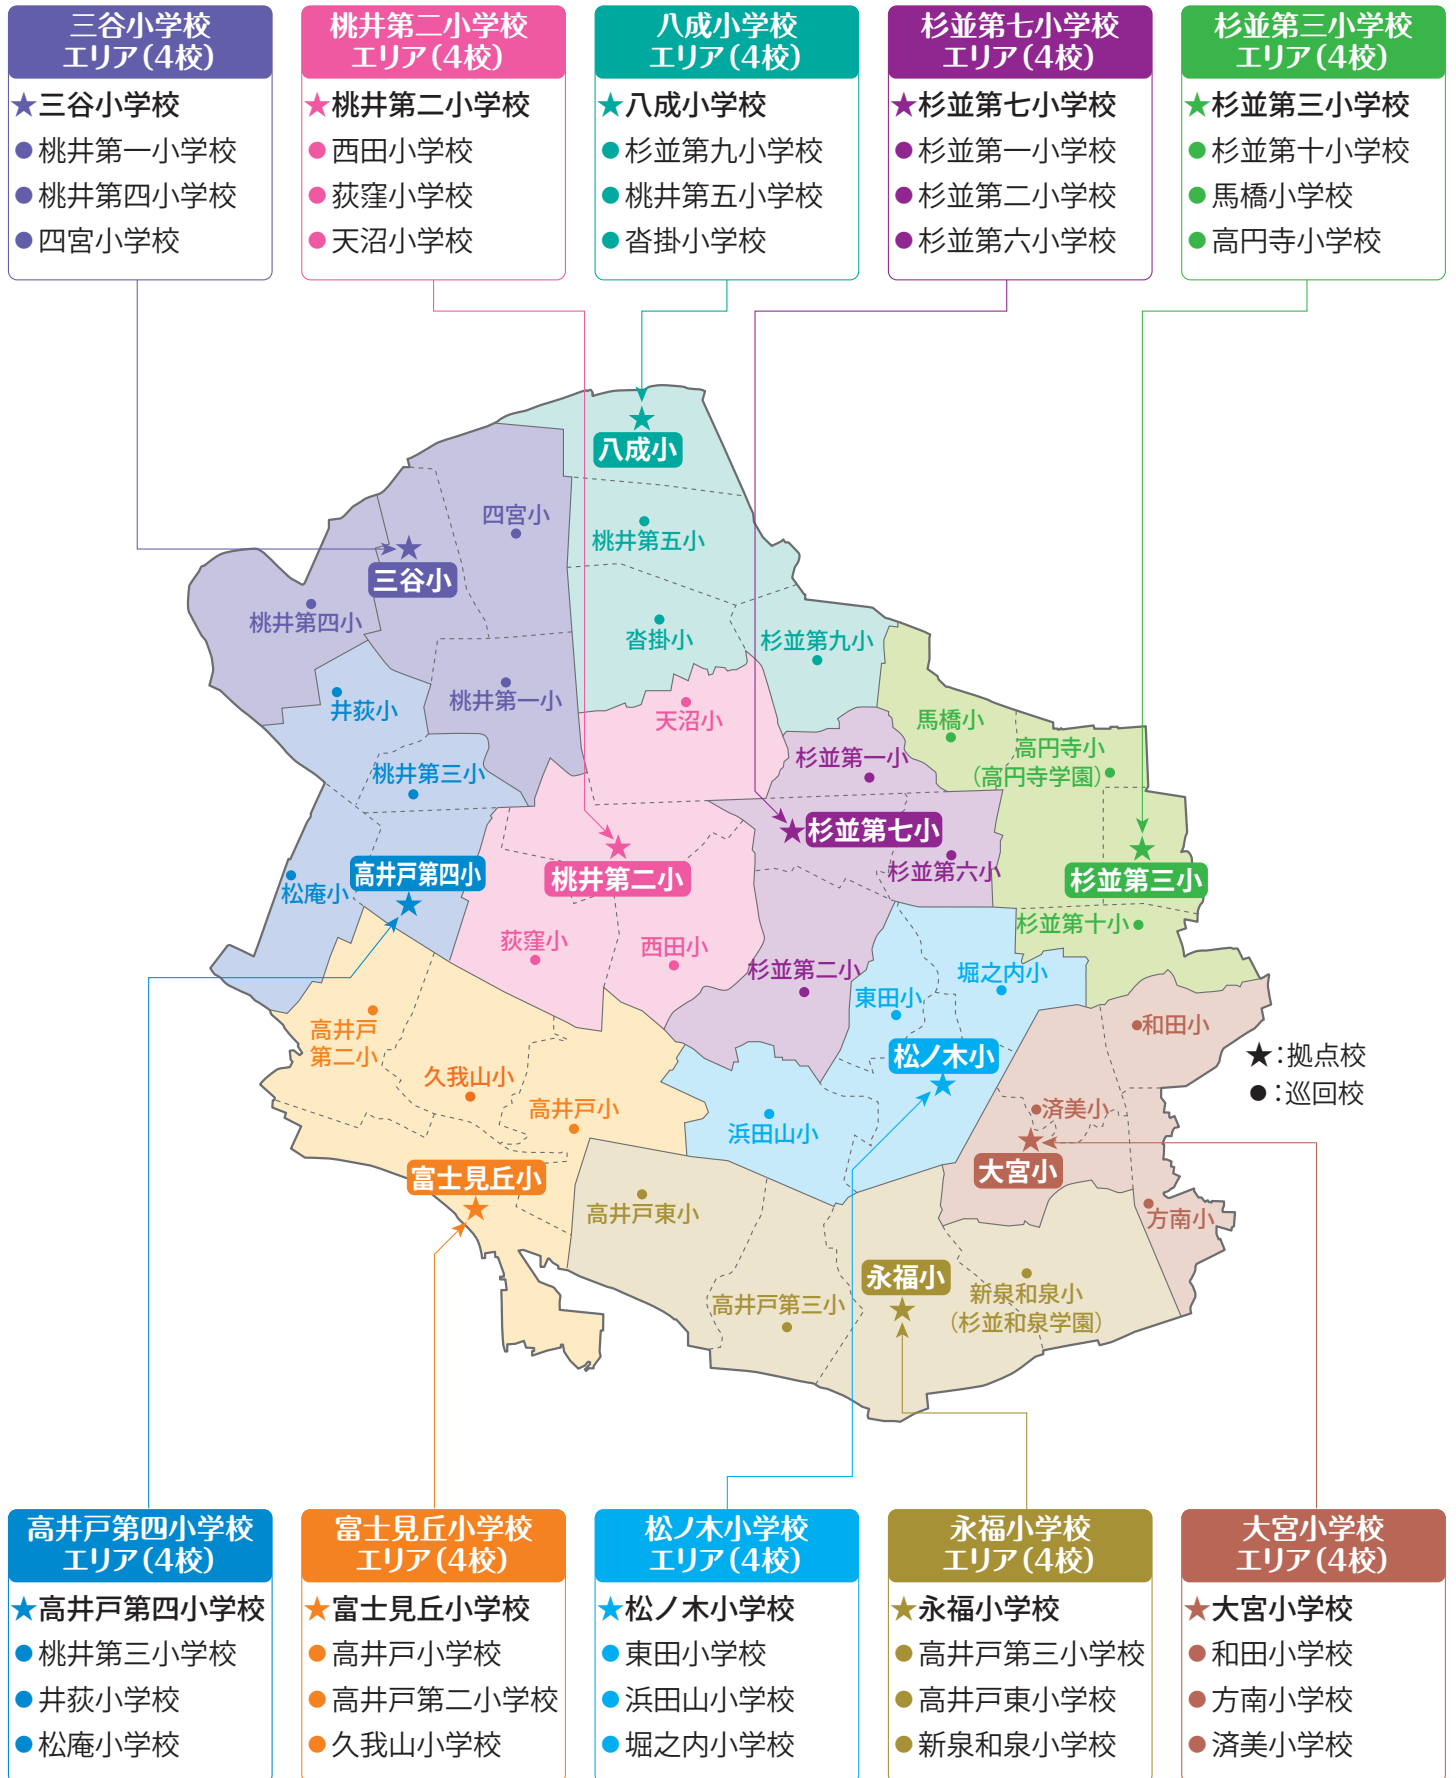 三谷小学校
エリア（4校）
★三谷小学校
●桃井第一小学校
●桃井第四小学校
●四宮小学校
桃井第二小学校
エリア（4校）
★桃井第二小学校
●西田小学校
●荻窪小学校
●天沼小学校
八成小学校
エリア（4校）
★八成小学校
●杉並第九小学校
●桃井第五小学校
●沓掛小学校
杉並第七小学校
エリア（4校）
★杉並第七小学校
●杉並第一小学校
●杉並第二小学校
●杉並第六小学校
杉並第三小学校
エリア（4校）
★杉並第三小学校
●杉並第十小学校
●馬橋小学校
●高円寺小学校
八成小
四宮小
桃井第五小
三谷小
桃井第四小
沓掛小
杉並第九小
桃井第一小
井荻小
天沼小
馬橋小
高円寺小
（高円寺学園）
杉並第一小
桃井第三小
杉並第七小
高井戸第四小
松庵小
桃井第二小
杉並第六小
杉並第三小
杉並第十小
荻窪小
西田小
杉並第二小
堀之内小
東田小
高井戸
第二小
和田小
松ノ木小
久我山小
高井戸小
浜田山小
済美小
大宮小
富士見丘小
高井戸東小
方南小
永福小
高井戸第三小
新泉和泉小
（杉並和泉学園）
★：拠点校
●：巡回校
高井戸第四小学校
エリア（4校）
★高井戸第四小学校
●桃井第三小学校
●井荻小学校
●松庵小学校
富士見丘小学校
エリア（4校）
★富士見丘小学校
●高井戸小学校
●高井戸第二小学校
●久我山小学校
松ノ木小学校
エリア（4校）
★松ノ木小学校
●東田小学校
●浜田山小学校
●堀之内小学校
永福小学校
エリア（4校）
★永福小学校
●高井戸第三小学校
●高井戸東小学校
●新泉和泉小学校
大宮小学校
エリア（4校）
★大宮小学校
●和田小学校
●方南小学校
●済美小学校